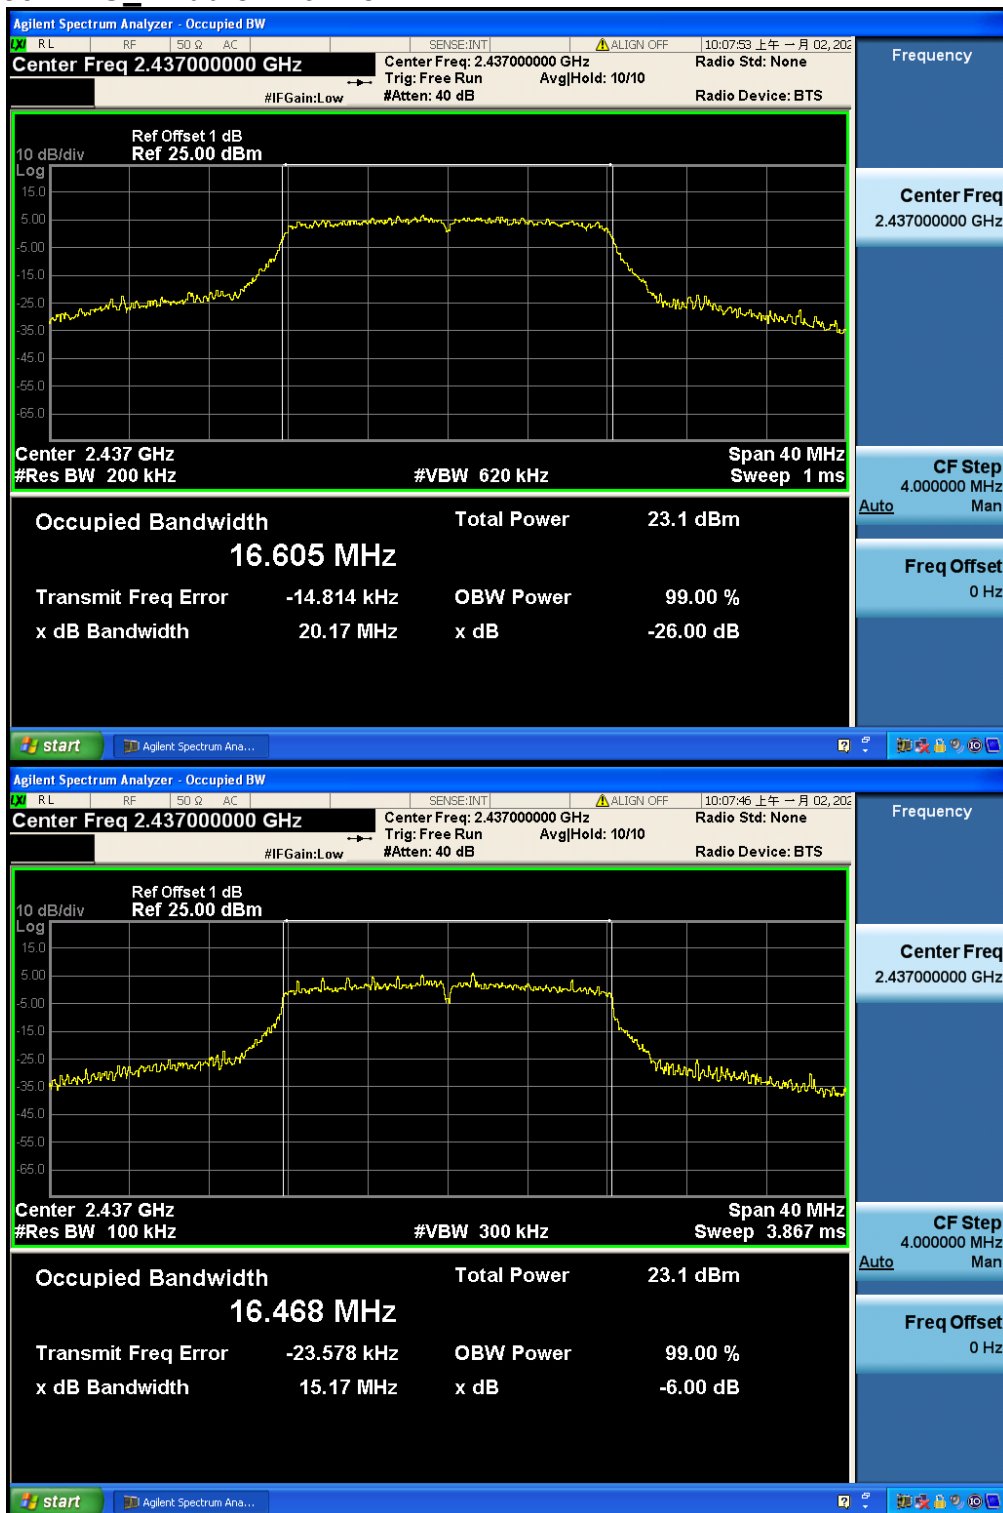 Agilent Spectrum Analyzer - Occupied BW
LXI RL RF 50 Ω AC SENSE:INT ALIGN OFF 10:07:53 上午 一月 02, 202
Center Freq 2.437000000 GHz Center Freq: 2.437000000 GHz Radio Std: None
Trig: Free Run Avg|Hold: 10/10
#IFGain:Low #Atten: 40 dB Radio Device: BTS
Frequency
Ref Offset 1 dB
10 dB/div Ref 25.00 dBm
Log
15.0
5.00
-5.00
-15.0
-25.0
-35.0
-45.0
-55.0
-65.0
Center Freq
2.437000000 GHz
Center 2.437 GHz Span 40 MHz
#Res BW 200 kHz #VBW 620 kHz Sweep 1 ms
CF Step
4.000000 MHz
Auto Man
Occupied Bandwidth Total Power 23.1 dBm
16.605 MHz
Freq Offset
0 Hz
Transmit Freq Error -14.814 kHz OBW Power 99.00 %
x dB Bandwidth 20.17 MHz x dB -26.00 dB
start Agilent Spectrum Ana...
Agilent Spectrum Analyzer - Occupied BW
LXI RL RF 50 Ω AC SENSE:INT ALIGN OFF 10:07:46 上午 一月 02, 202
Center Freq 2.437000000 GHz Center Freq: 2.437000000 GHz Radio Std: None
Trig: Free Run Avg|Hold: 10/10
#IFGain:Low #Atten: 40 dB Radio Device: BTS
Frequency
Ref Offset 1 dB
10 dB/div Ref 25.00 dBm
Log
15.0
5.00
-5.00
-15.0
-25.0
-35.0
-45.0
-55.0
-65.0
Center Freq
2.437000000 GHz
Center 2.437 GHz Span 40 MHz
#Res BW 100 kHz #VBW 300 kHz Sweep 3.867 ms
CF Step
4.000000 MHz
Auto Man
Occupied Bandwidth Total Power 23.1 dBm
16.468 MHz
Freq Offset
0 Hz
Transmit Freq Error -23.578 kHz OBW Power 99.00 %
x dB Bandwidth 15.17 MHz x dB -6.00 dB
start Agilent Spectrum Ana...